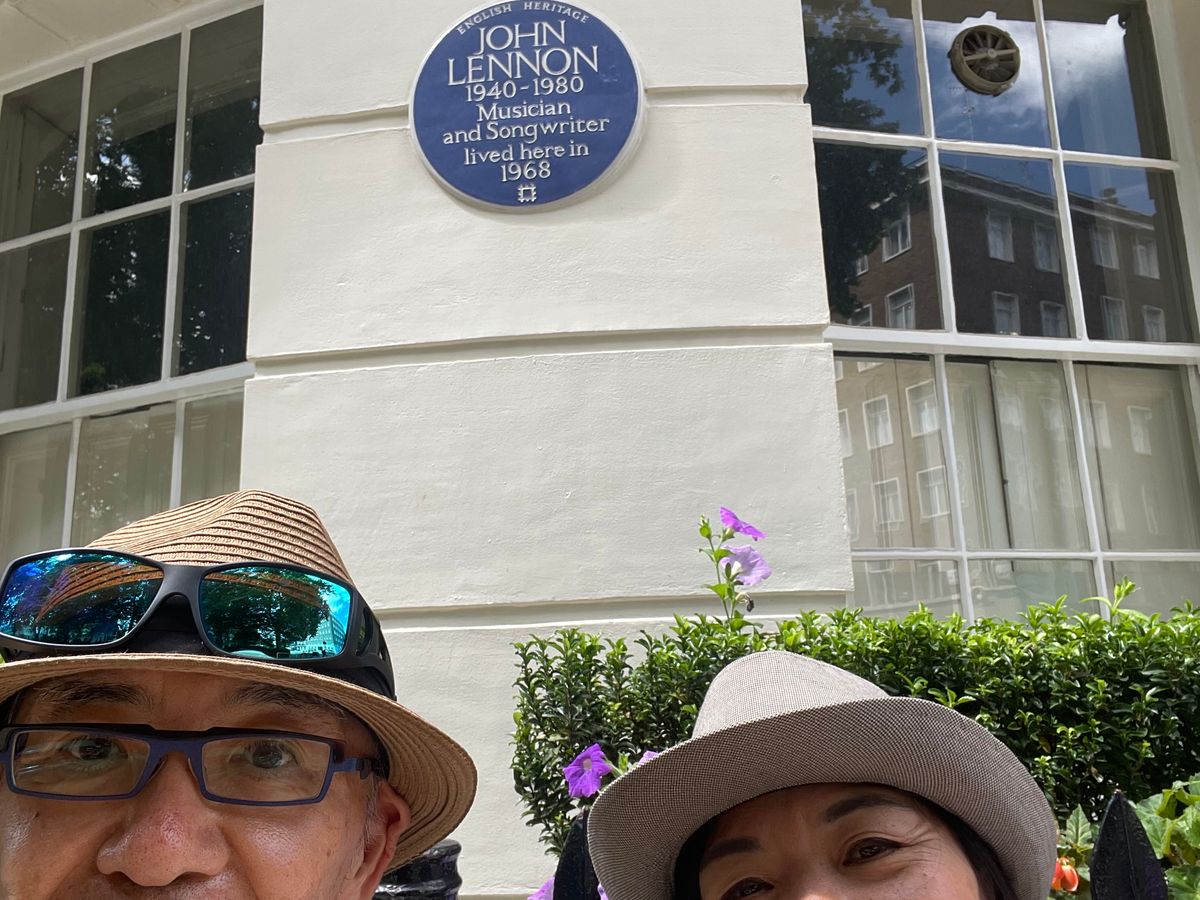 ENGLISH HERITAGE
JOHN
LENNON
1940-1980
Musician
and Songwriter
lived here in
1968